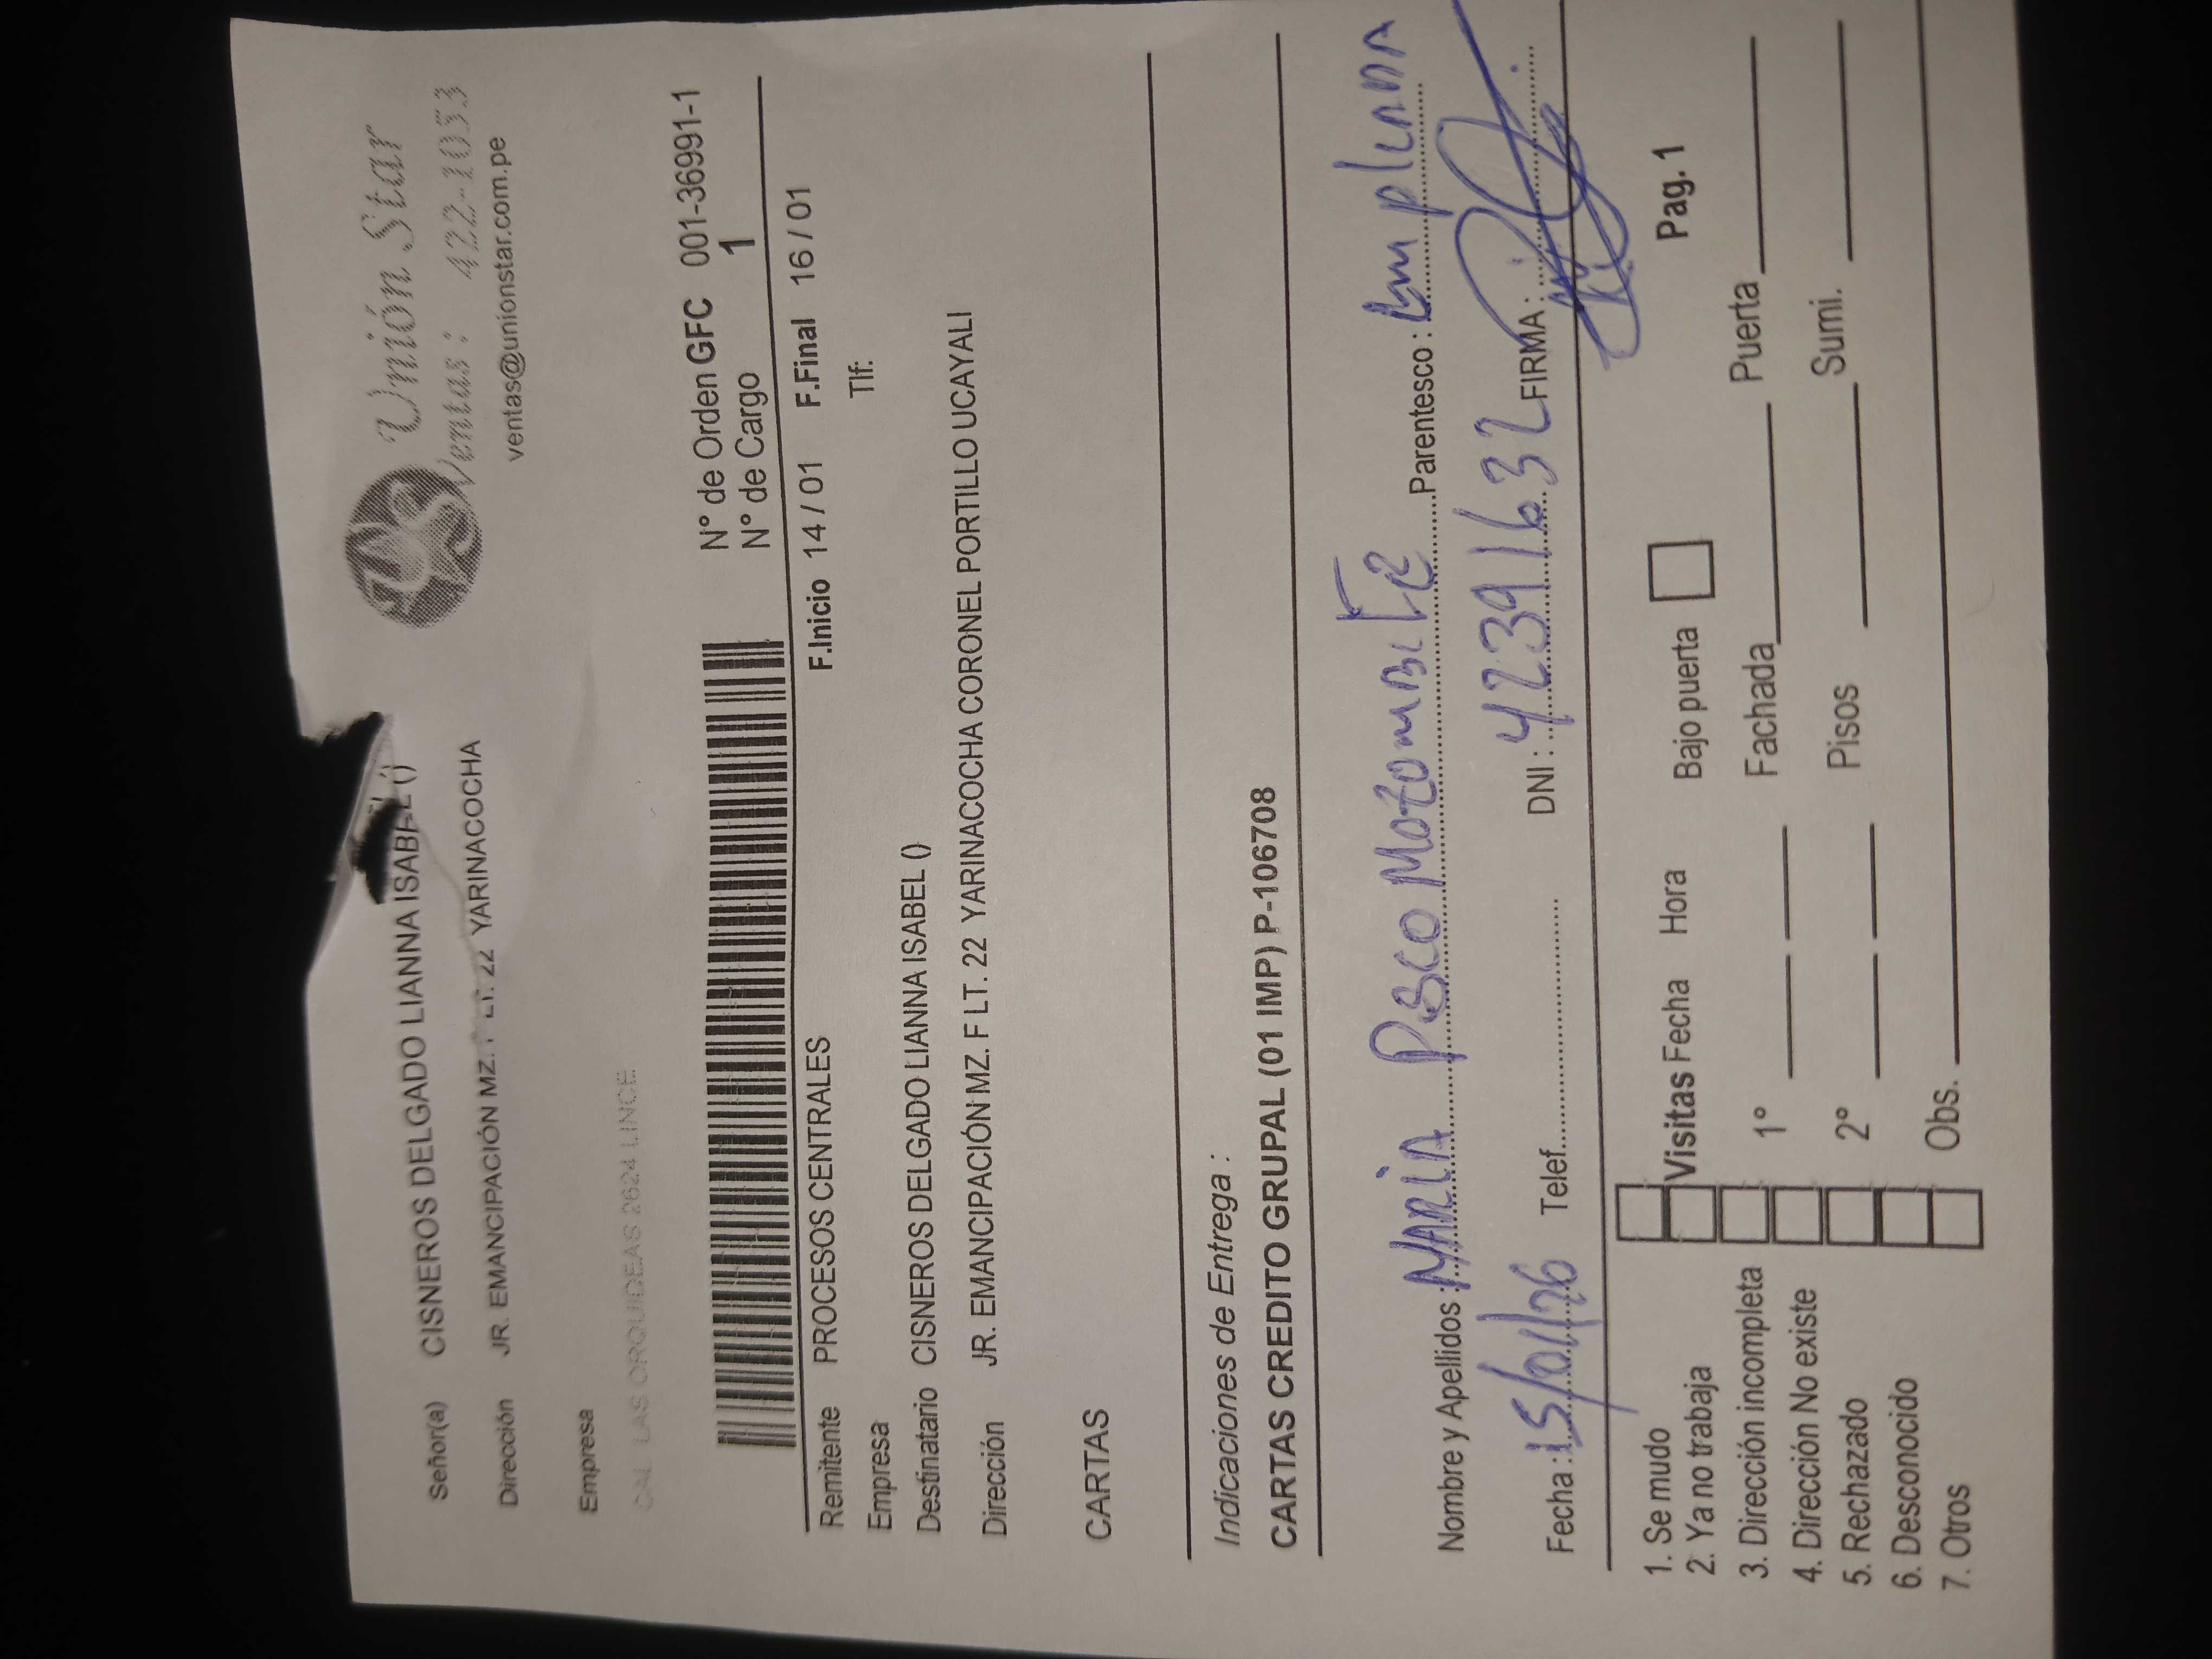 Unión Star
Ventas: 422-1053
ventas@unionstar.com.pe
Señor(a) CISNEROS DELGADO LIANNA ISABEL ()
Dirección JR. EMANCIPACIÓN MZ. F LT. 22 YARINACOCHA
Empresa
CAL LAS ORQUIDEAS 2624 LINCE
N° de Orden GFC 001-36991-1
N° de Cargo 1
F.Inicio 14 / 01 F.Final 16 / 01
Remitente PROCESOS CENTRALES
Tlf:
Empresa
Destinatario CISNEROS DELGADO LIANNA ISABEL ()
Dirección JR. EMANCIPACIÓN MZ. F LT. 22 YARINACOCHA CORONEL PORTILLO UCAYALI
CARTAS
Indicaciones de Entrega :
CARTAS CREDITO GRUPAL (01 IMP) P-106708
Nombre y Apellidos : MARIA Parentesco :
Fecha : 15/01/26 Telef. DNI : 42391632 FIRMA :
1. Se mudo
2. Ya no trabaja
3. Dirección incompleta
4. Dirección No existe
5. Rechazado
6. Desconocido
7. Otros
Visitas Fecha Hora Bajo puerta Pag. 1
1° Fachada Puerta
2° Pisos Sumi.
Obs.